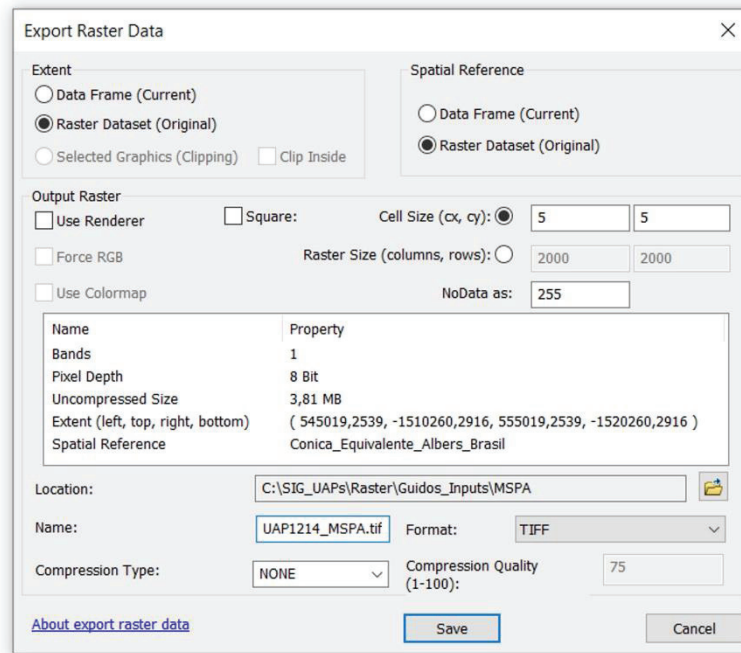 Export Raster Data
Extent
Data Frame (Current)
Raster Dataset (Original)
Selected Graphics (Clipping) Clip Inside
Spatial Reference
Data Frame (Current)
Raster Dataset (Original)
Output Raster
Use Renderer Square: Cell Size (cx, cy): 5 5
Force RGB Raster Size (columns, rows): 2000 2000
Use Colormap NoData as: 255
Name Property
Bands 1
Pixel Depth 8 Bit
Uncompressed Size 3,81 MB
Extent (left, top, right, bottom) ( 545019,2539, -1510260,2916, 555019,2539, -1520260,2916 )
Spatial Reference Conica_Equivalente_Albers_Brasil
Location: C:\SIG_UAPs\Raster\Guidos_Inputs\MSPA
Name: UAP1214_MSPA.tif Format: TIFF
Compression Type: NONE Compression Quality (1-100): 75
About export raster data Save Cancel